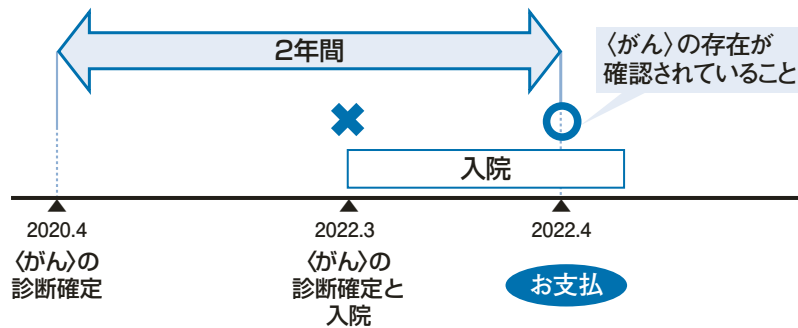 2年間
〈がん〉の存在が
確認されていること
入院
2020.4
〈がん〉の
診断確定
2022.3
〈がん〉の
診断確定と
入院
2022.4
お支払